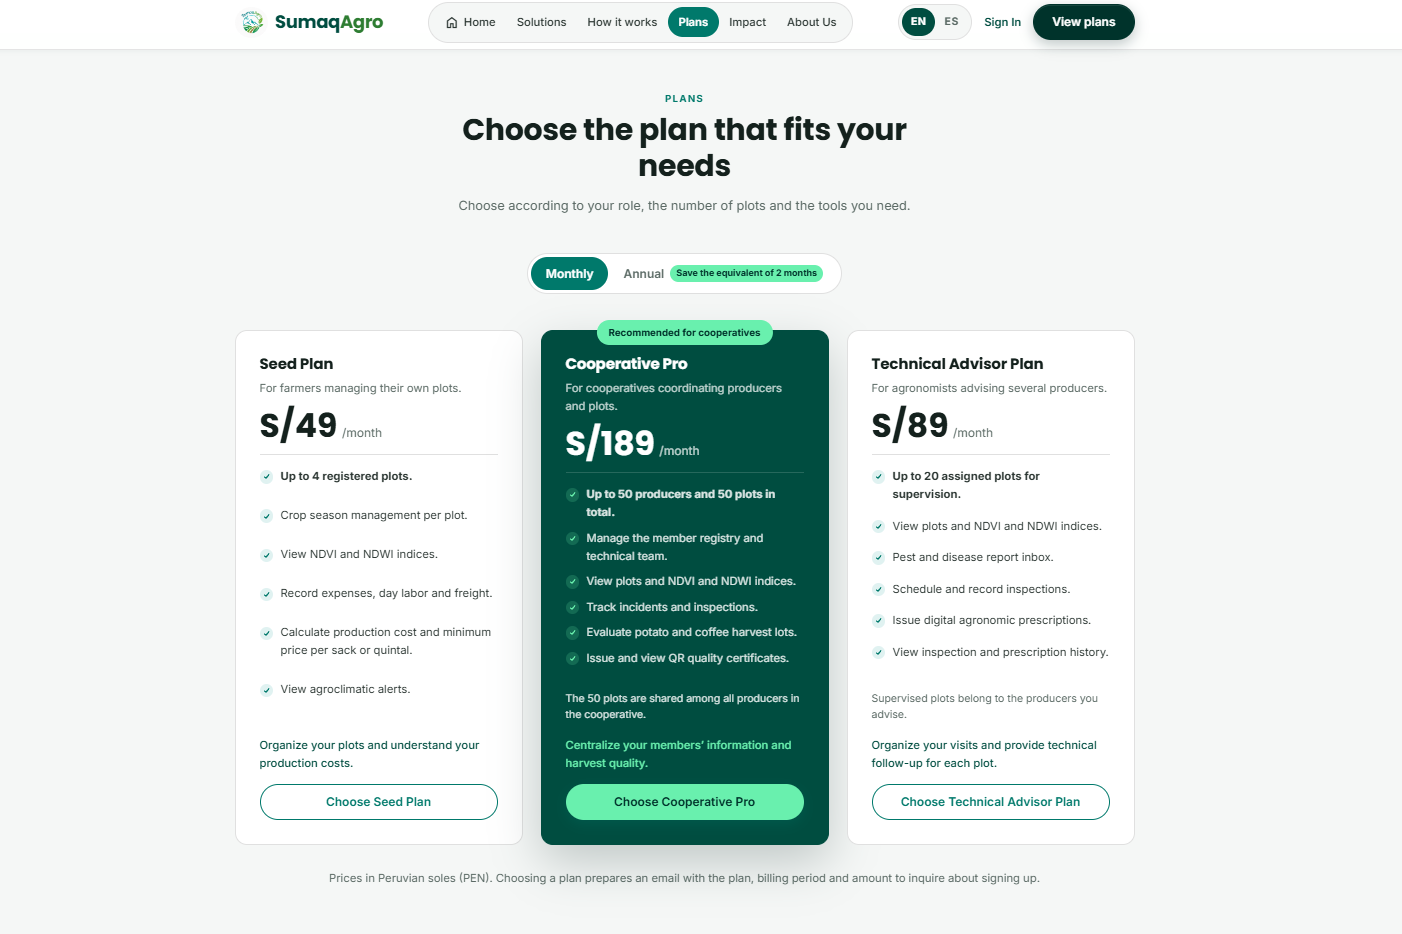 SumaqAgro
Home
Solutions
How it works
Plans
Impact
About Us
EN
ES
Sign In
View plans
PLANS
Choose the plan that fits your
needs
Choose according to your role, the number of plots and the tools you need.
Monthly
Annual
Save the equivalent of 2 months
Seed Plan
For farmers managing their own plots.
S/49 /month
Up to 4 registered plots.
Crop season management per plot.
View NDVI and NDWI indices.
Record expenses, day labor and freight.
Calculate production cost and minimum
price per sack or quintal.
View agroclimatic alerts.
Organize your plots and understand your
production costs.
Choose Seed Plan
Recommended for cooperatives
Cooperative Pro
For cooperatives coordinating producers
and plots.
S/189 /month
Up to 50 producers and 50 plots in
total.
Manage the member registry and
technical team.
View plots and NDVI and NDWI indices.
Track incidents and inspections.
Evaluate potato and coffee harvest lots.
Issue and view QR quality certificates.
The 50 plots are shared among all producers in
the cooperative.
Centralize your members’ information and
harvest quality.
Choose Cooperative Pro
Technical Advisor Plan
For agronomists advising several producers.
S/89 /month
Up to 20 assigned plots for
supervision.
View plots and NDVI and NDWI indices.
Pest and disease report inbox.
Schedule and record inspections.
Issue digital agronomic prescriptions.
View inspection and prescription history.
Supervised plots belong to the producers you
advise.
Organize your visits and provide technical
follow-up for each plot.
Choose Technical Advisor Plan
Prices in Peruvian soles (PEN). Choosing a plan prepares an email with the plan, billing period and amount to inquire about signing up.